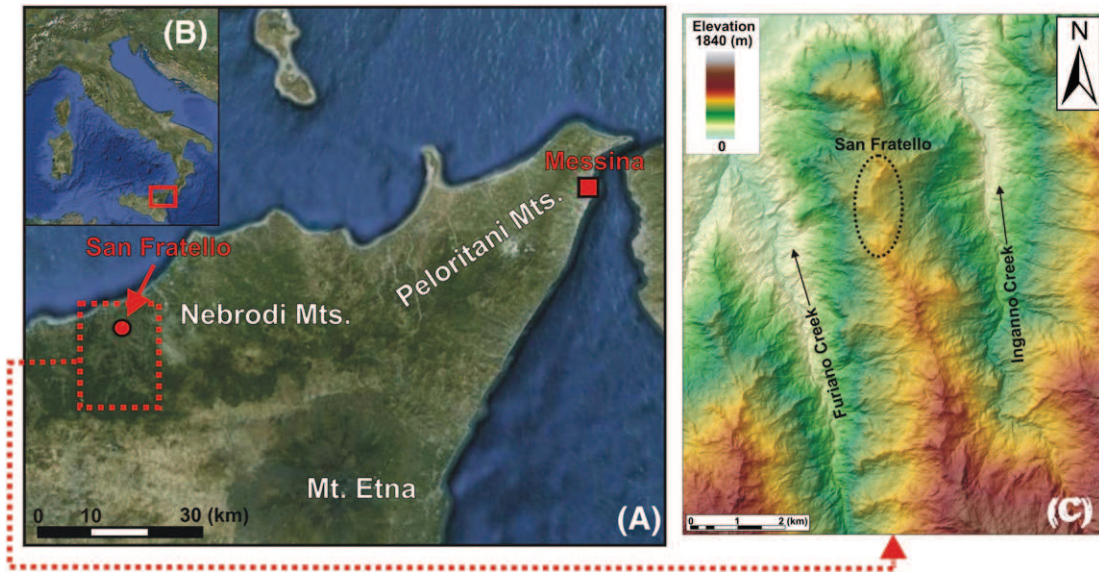 (B)
Messina
San Fratello
Peloritani Mts.
Nebrodi Mts.
Mt. Etna
0 10 30 (km)
(A)
Elevation
1840 (m)
0
N
San Fratello
Furiano Creek
Inganno Creek
0 1 2 (km)
(C)